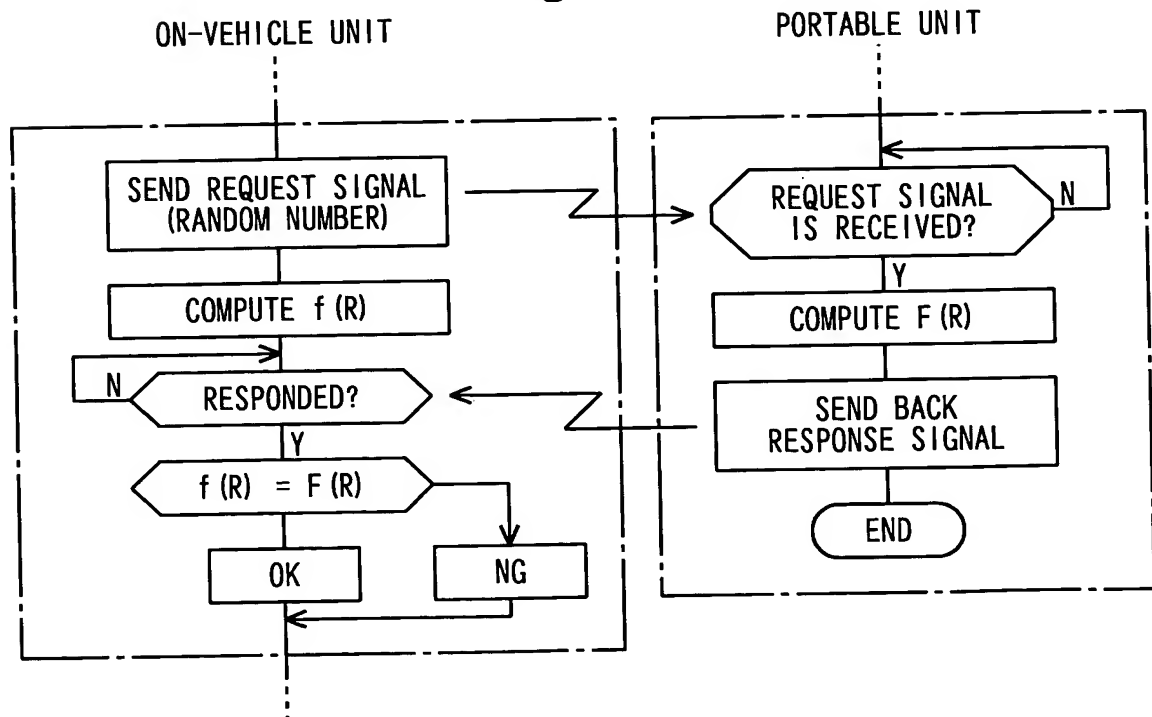 ON-VEHICLE UNIT
SEND REQUEST SIGNAL
(RANDOM NUMBER)
COMPUTE f(R)
N
RESPONDED?
Y
f(R) = F(R)
OK
NG
PORTABLE UNIT
REQUEST SIGNAL
IS RECEIVED?
N
Y
COMPUTE F(R)
SEND BACK
RESPONSE SIGNAL
END